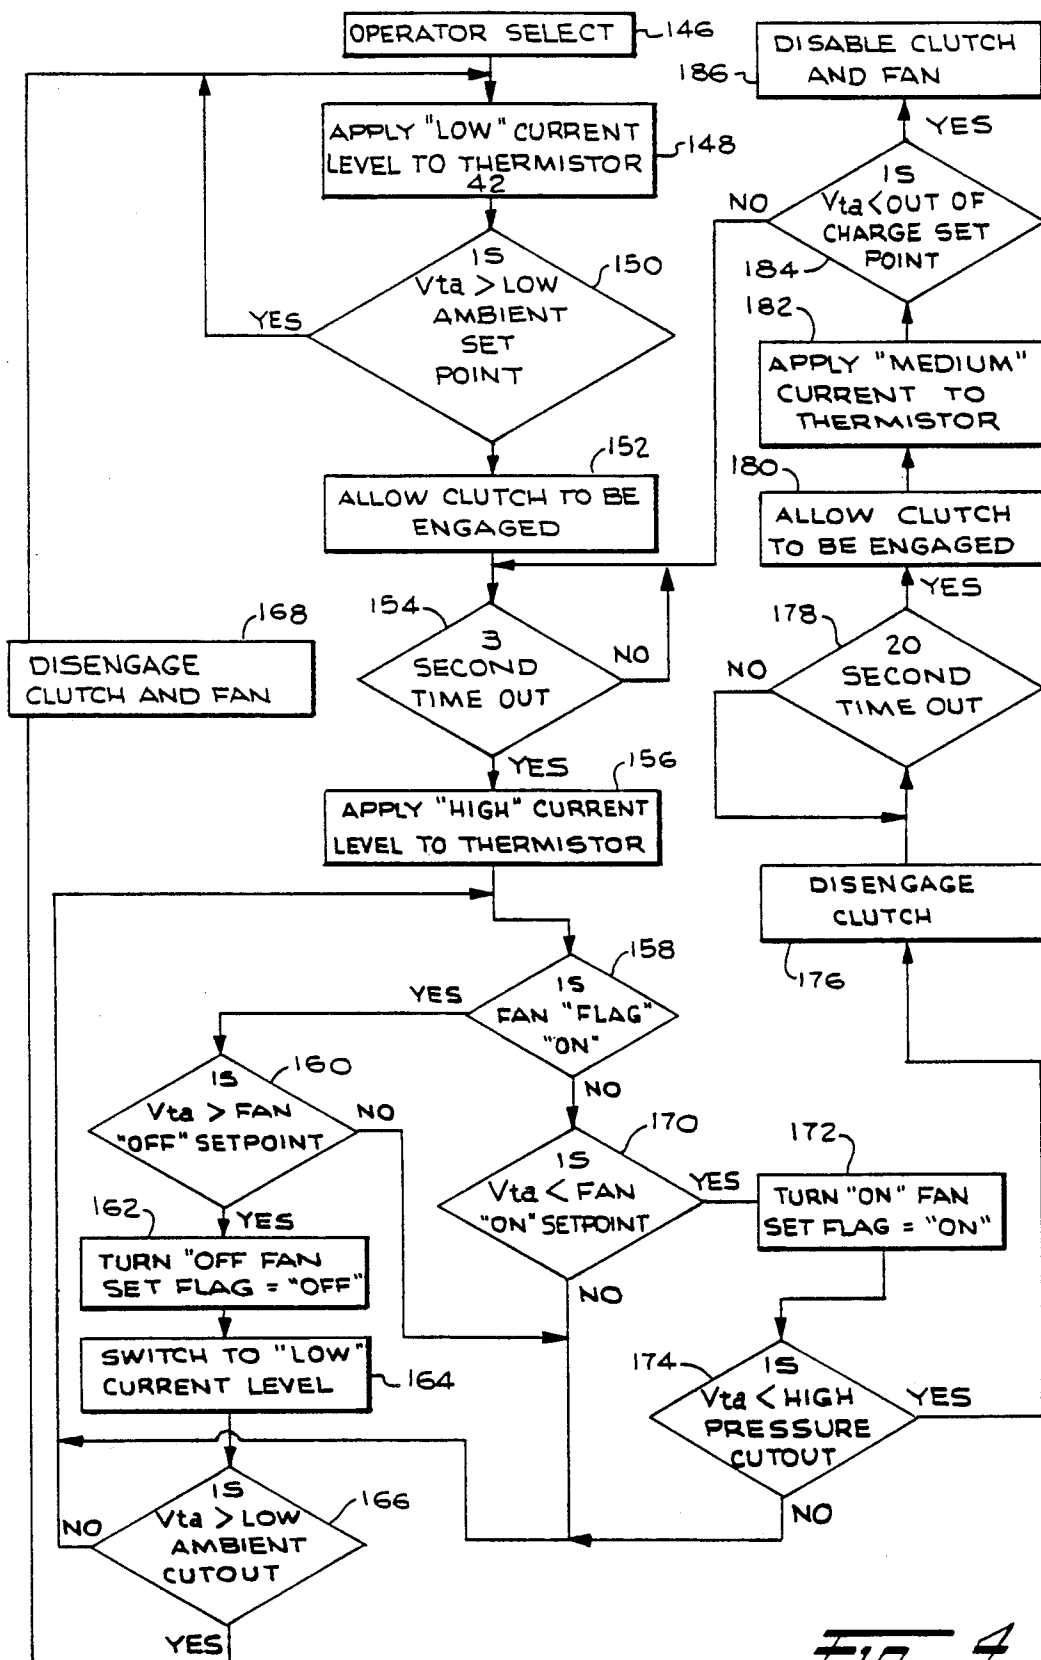 OPERATOR SELECT
146
APPLY "LOW" CURRENT
LEVEL TO THERMISTOR
42
148
IS
Vta > LOW
AMBIENT
SET
POINT
150
YES
152
ALLOW CLUTCH TO BE
ENGAGED
154
3
SECOND
TIME OUT
NO
YES
156
APPLY "HIGH" CURRENT
LEVEL TO THERMISTOR
168
DISENGAGE
CLUTCH AND FAN
158
IS
FAN "FLAG"
"ON"
YES
NO
160
IS
Vta > FAN
"OFF" SETPOINT
NO
YES
162
TURN "OFF FAN
SET FLAG = "OFF"
SWITCH TO "LOW"
CURRENT LEVEL
164
166
IS
Vta > LOW
AMBIENT
CUTOUT
NO
YES
170
IS
Vta < FAN
"ON" SETPOINT
YES
NO
172
TURN "ON" FAN
SET FLAG = "ON"
174
IS
Vta < HIGH
PRESSURE
CUTOUT
YES
NO
DISENGAGE
CLUTCH
176
178
20
SECOND
TIME OUT
NO
YES
180
ALLOW CLUTCH
TO BE ENGAGED
182
APPLY "MEDIUM"
CURRENT TO
THERMISTOR
184
IS
Vta < OUT OF
CHARGE SET
POINT
NO
YES
186
DISABLE CLUTCH
AND FAN
FIG. 4